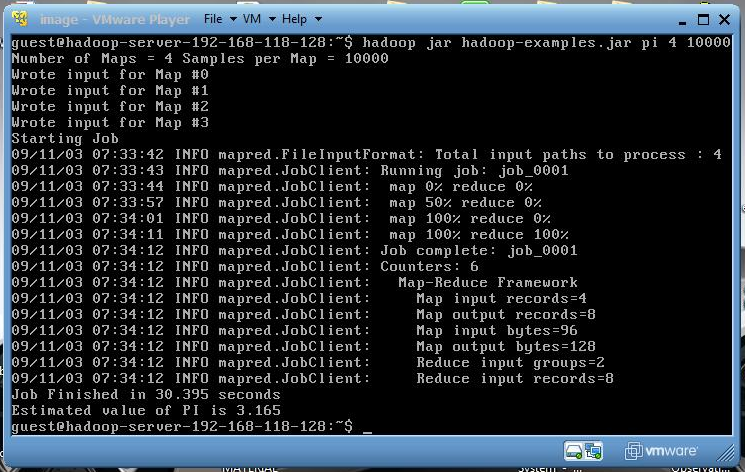 image - VMware Player File VM Help
guest@hadoop-server-192-168-118-128:~$ hadoop jar hadoop-examples.jar pi 4 10000
Number of Maps = 4 Samples per Map = 10000
Wrote input for Map #0
Wrote input for Map #1
Wrote input for Map #2
Wrote input for Map #3
Starting Job
09/11/03 07:33:42 INFO mapred.FileInputFormat: Total input paths to process : 4
09/11/03 07:33:43 INFO mapred.JobClient: Running job: job_0001
09/11/03 07:33:44 INFO mapred.JobClient:  map 0% reduce 0%
09/11/03 07:33:57 INFO mapred.JobClient:  map 50% reduce 0%
09/11/03 07:34:01 INFO mapred.JobClient:  map 100% reduce 0%
09/11/03 07:34:11 INFO mapred.JobClient:  map 100% reduce 100%
09/11/03 07:34:12 INFO mapred.JobClient: Job complete: job_0001
09/11/03 07:34:12 INFO mapred.JobClient: Counters: 6
09/11/03 07:34:12 INFO mapred.JobClient:   Map-Reduce Framework
09/11/03 07:34:12 INFO mapred.JobClient:     Map input records=4
09/11/03 07:34:12 INFO mapred.JobClient:     Map output records=8
09/11/03 07:34:12 INFO mapred.JobClient:     Map input bytes=96
09/11/03 07:34:12 INFO mapred.JobClient:     Map output bytes=128
09/11/03 07:34:12 INFO mapred.JobClient:     Reduce input groups=2
09/11/03 07:34:12 INFO mapred.JobClient:     Reduce input records=8
Job Finished in 30.395 seconds
Estimated value of PI is 3.165
guest@hadoop-server-192-168-118-128:~$ _
vmware